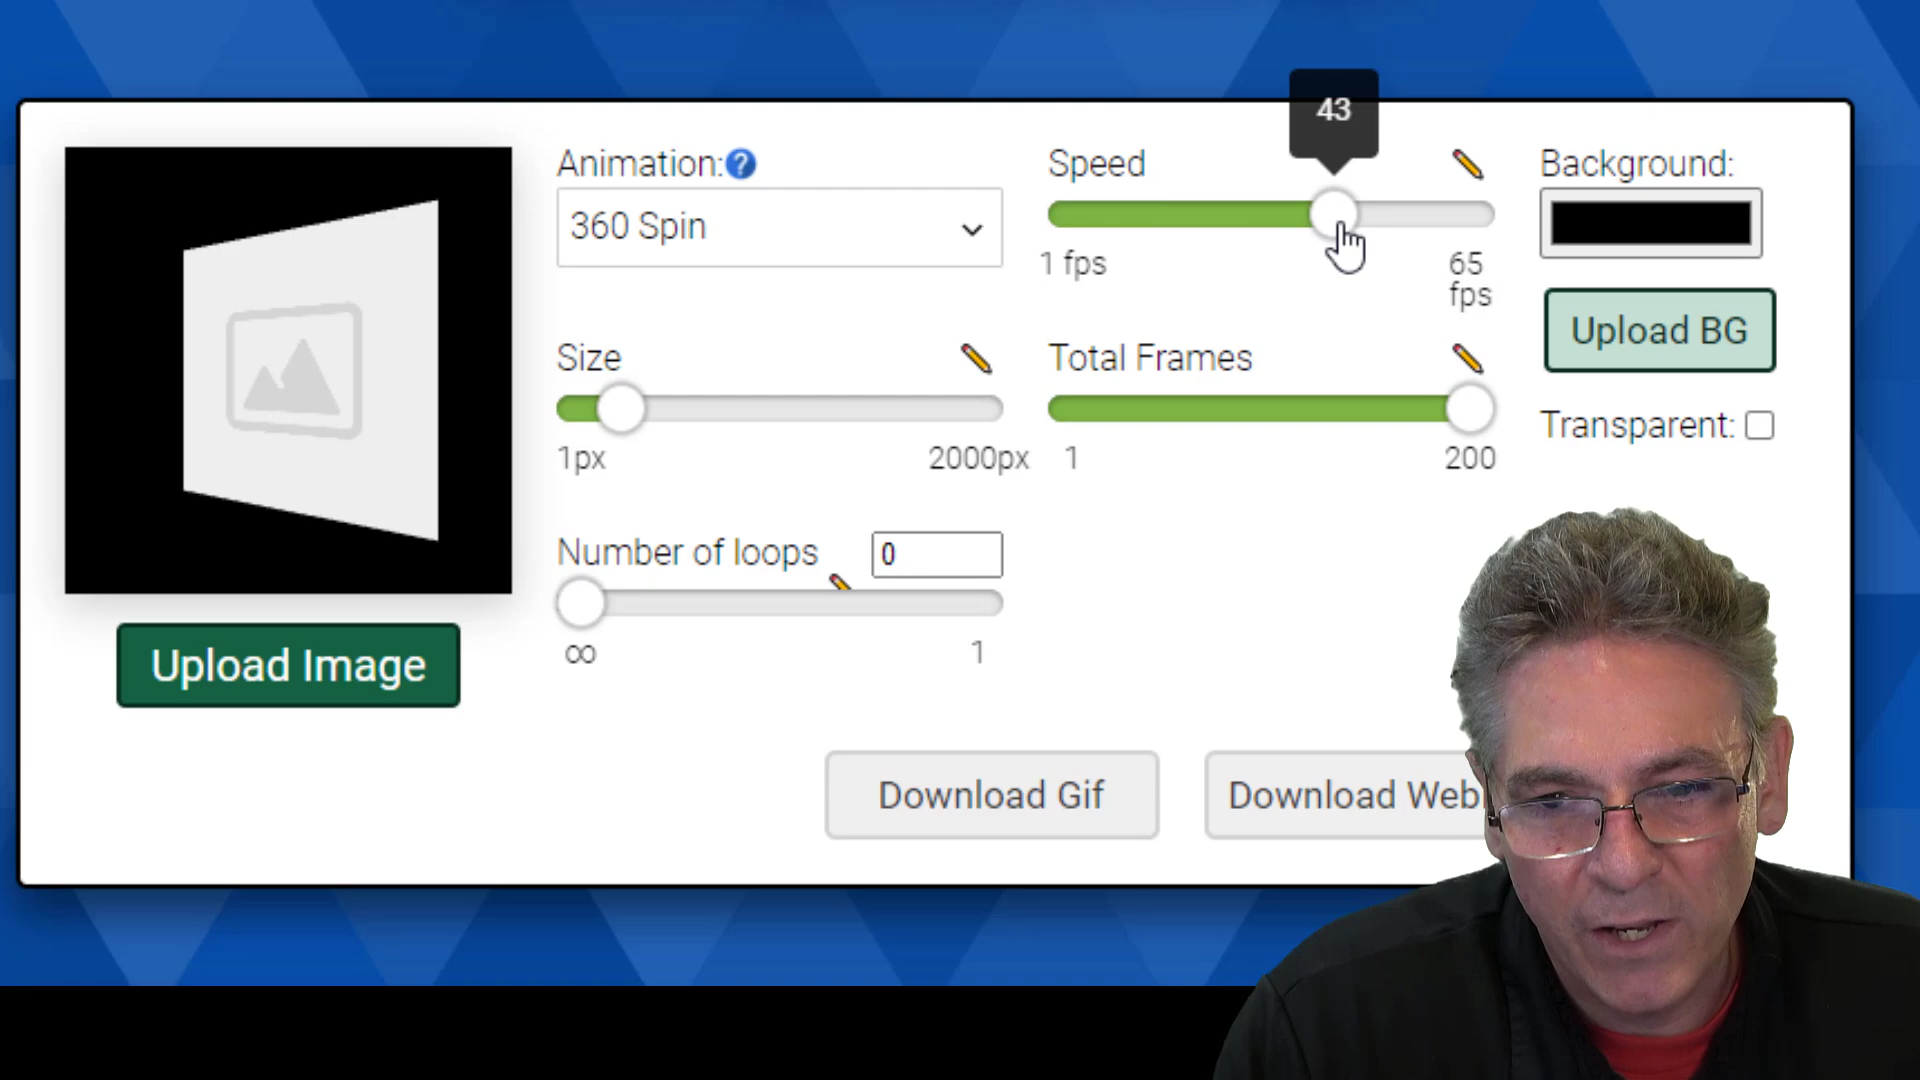 43
Animation:
Speed
Background:
360 Spin
1 fps
65
fps
Upload BG
Size
Total Frames
Transparent:
1px
2000px
1
200
Number of loops
0
∞
1
Upload Image
Download Gif
Download Web